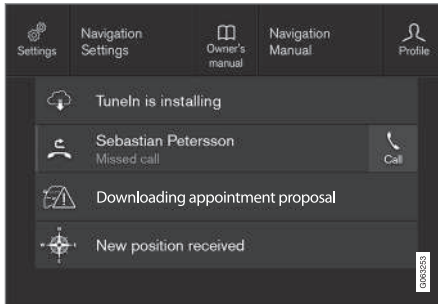 Settings
Navigation
Settings
Owner's
manual
Navigation
Manual
Profile
TuneIn is installing
Sebastian Petersson
Missed call
Call
Downloading appointment proposal
New position received
G063253